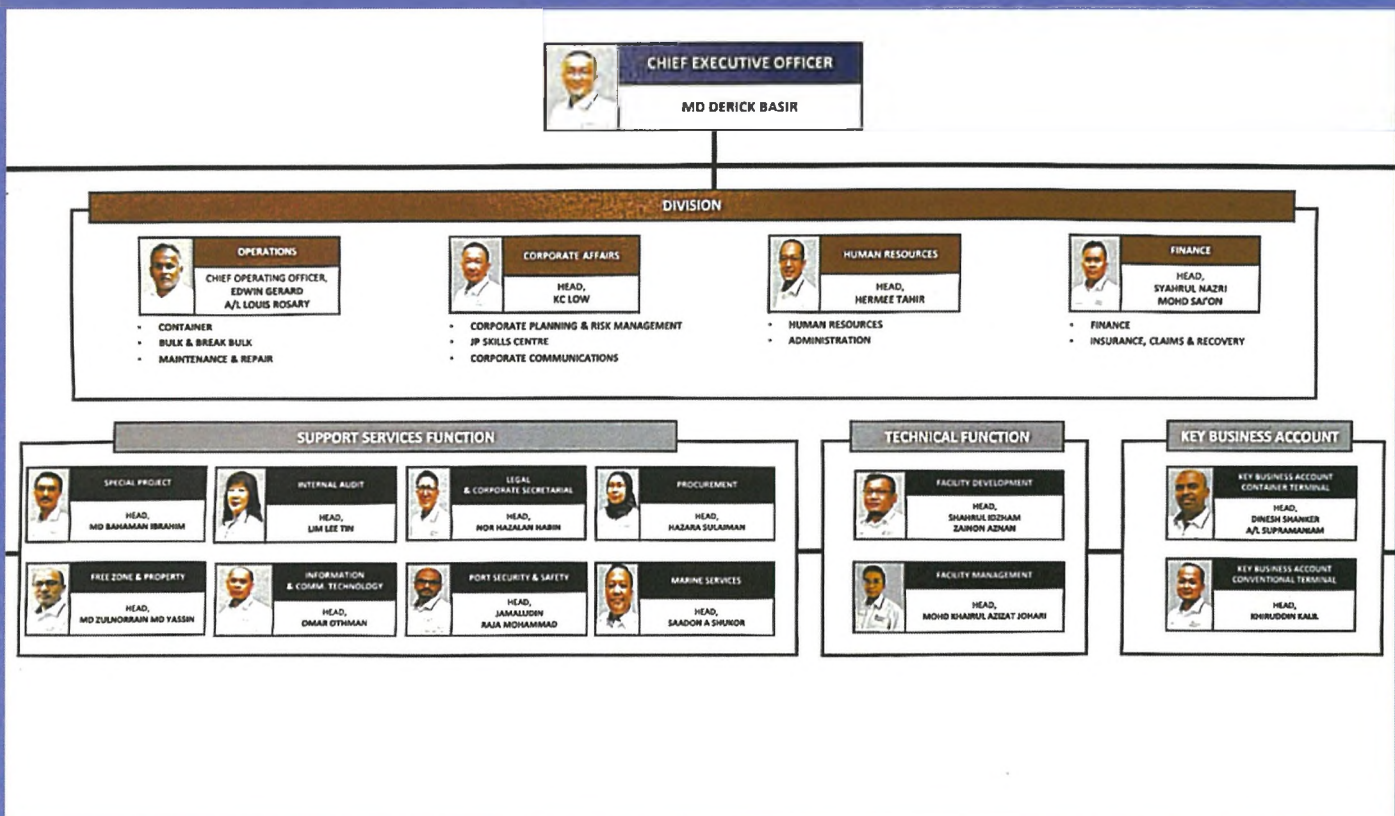 CHIEF EXECUTIVE OFFICER
MD DERICK BASIR
DIVISION
OPERATIONS
CHIEF OPERATING OFFICER,
EDWIN GERARD
A/L LOUIS ROSARY
• CONTAINER
• BULK & BREAK BULK
• MAINTENANCE & REPAIR
CORPORATE AFFAIRS
HEAD,
KC LOW
• CORPORATE PLANNING & RISK MANAGEMENT
• JP SKILLS CENTRE
• CORPORATE COMMUNICATIONS
HUMAN RESOURCES
HEAD,
HERMEE TAHIR
• HUMAN RESOURCES
• ADMINISTRATION
FINANCE
HEAD,
SYAHRUL NAZRI
MOHD SAI'ON
• FINANCE
• INSURANCE, CLAIMS & RECOVERY
SUPPORT SERVICES FUNCTION
SPECIAL PROJECT
HEAD,
MD BAHAMAN IBRAHIM
INTERNAL AUDIT
HEAD,
LIM LEE TIN
LEGAL
& CORPORATE SECRETARIAL
HEAD,
NOR HAZALAN HABIN
PROCUREMENT
HEAD,
HAZARA SULAIMAN
FREE ZONE & PROPERTY
HEAD,
MD ZULNORRAIN MD YASSIN
INFORMATION
& COMM. TECHNOLOGY
HEAD,
OMAR OTHMAN
PORT SECURITY & SAFETY
HEAD,
JAMALUDIN
RAJA MOHAMMAD
MARINE SERVICES
HEAD,
SAADON A SHUKOR
TECHNICAL FUNCTION
FACILITY DEVELOPMENT
HEAD,
SHAHRUL IDZHAM
ZAINON AZNAN
FACILITY MANAGEMENT
HEAD,
MOHD KHAIRUL AZIZAT JOHARI
KEY BUSINESS ACCOUNT
KEY BUSINESS ACCOUNT
CONTAINER TERMINAL
HEAD,
DINESH SHANKER
A/L SUPRAMANIAM
KEY BUSINESS ACCOUNT
CONVENTIONAL TERMINAL
HEAD,
KHIRUDDIN KALIL